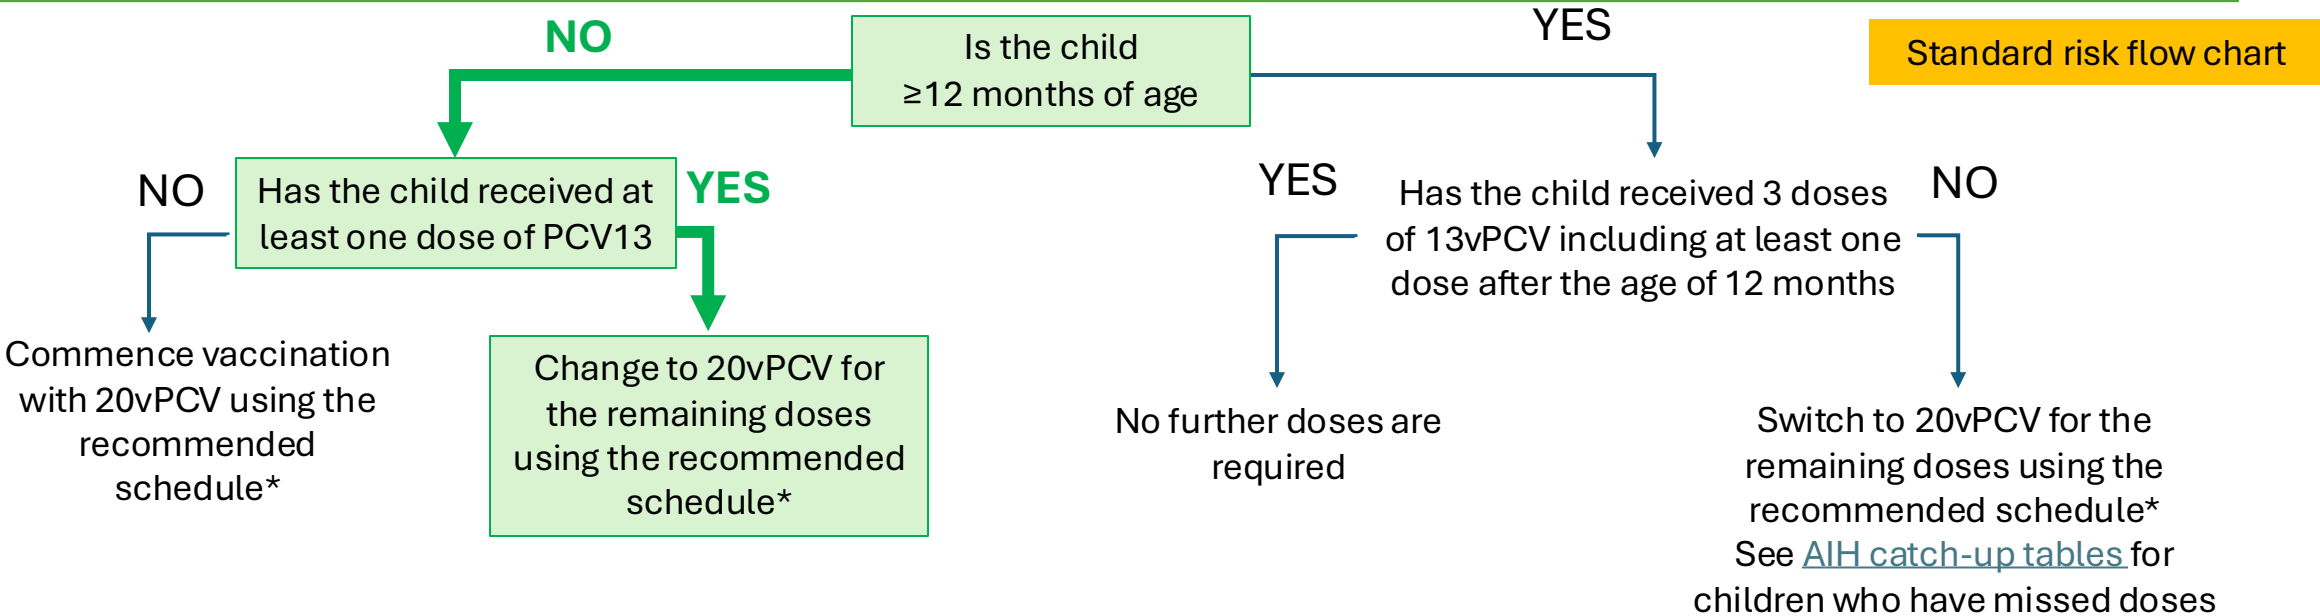 NO
Is the child
≥12 months of age
YES
Standard risk flow chart
NO
Has the child received at
least one dose of PCV13
YES
YES
Has the child received 3 doses
of 13vPCV including at least one
dose after the age of 12 months
NO
Commence vaccination
with 20vPCV using the
recommended
schedule*
Change to 20vPCV for
the remaining doses
using the recommended
schedule*
No further doses are
required
Switch to 20vPCV for the
remaining doses using the
recommended schedule*
See AIH catch-up tables for
children who have missed doses